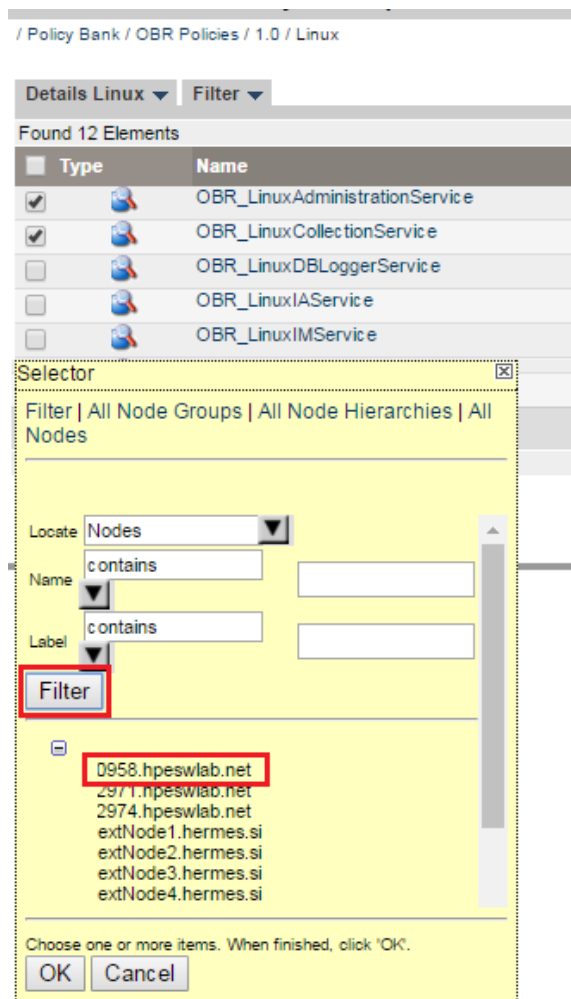 / Policy Bank / OBR Policies / 1.0 / Linux
Details Linux Filter
Found 12 Elements
Type Name
OBR_LinuxAdministrationService
OBR_LinuxCollectionService
OBR_LinuxDBLoggerService
OBR_LinuxIAService
OBR_LinuxIMService
Selector
Filter | All Node Groups | All Node Hierarchies | All
Nodes
Locate Nodes
Name contains
Label contains
Filter
0958.hpeswlab.net
2971.hpeswlab.net
2974.hpeswlab.net
extNode1.hermes.si
extNode2.hermes.si
extNode3.hermes.si
extNode4.hermes.si
Choose one or more items. When finished, click 'OK'.
OK Cancel